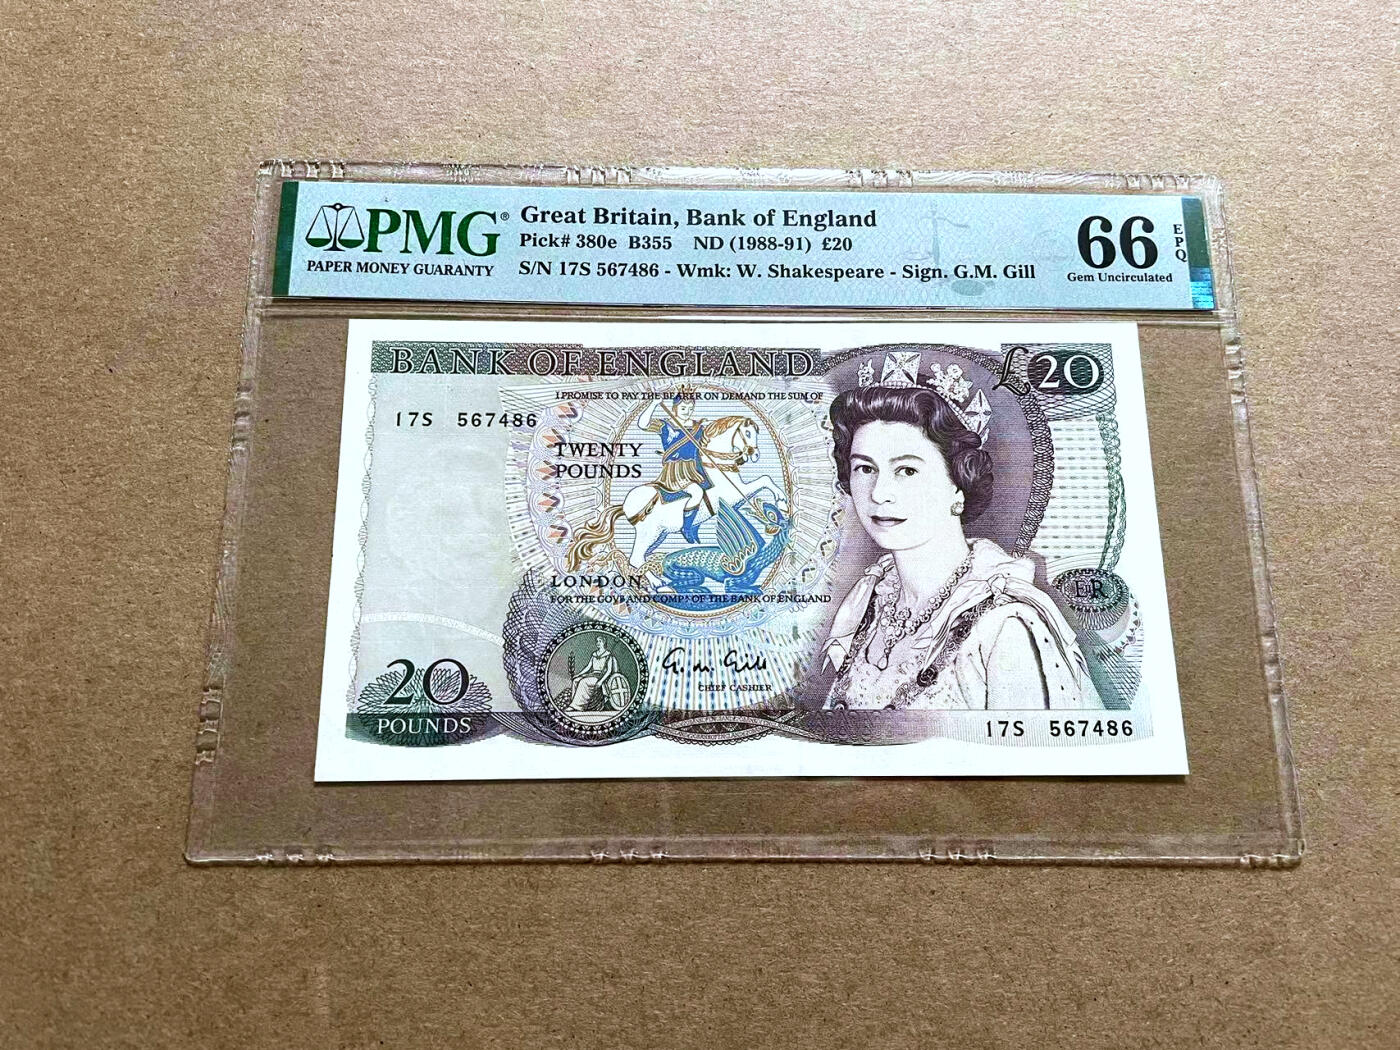 PMG®
PAPER MONEY GUARANTY
Great Britain, Bank of England
Pick# 380e B355 ND (1988-91) £20
S/N 17S 567486 - Wmk: W. Shakespeare - Sign. G.M. Gill
66
EPQ
Gem Uncirculated
BANK OF ENGLAND
£20
I PROMISE TO PAY THE BEARER ON DEMAND THE SUM OF
17S 567486
TWENTY
POUNDS
LONDON
FOR THE GOVR AND COMPA OF THE BANK OF ENGLAND
E·R
G. M. Gill
CHIEF CASHIER
20
POUNDS
17S 567486